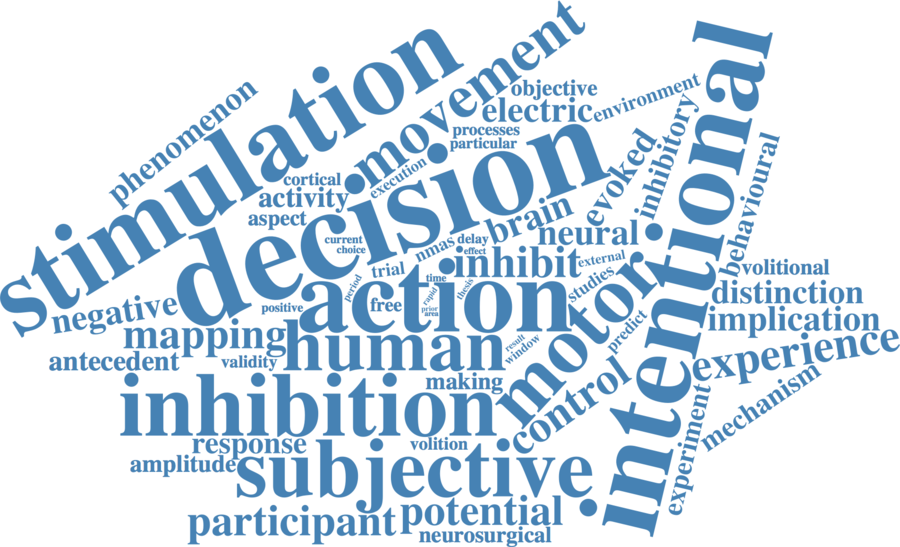 stimulation
phenomenon
movement
objective
electric
environment
processes
particular
decision
cortical
execution
activity
aspect
current
choice
nmas
delay
effect
brain
evoked
inhibitory
intentional
behavioural
neural
inhibit
external
studies
motor
volitional
distinction
implication
experience
negative
mapping
antecedent
positive
period
trial
free
time
rapid
prior
area
thesis
action
human
validity
result
window
predict
making
control
inhibition
mechanism
experiment
response
volition
amplitude
subjective
participant
potential
neurosurgical